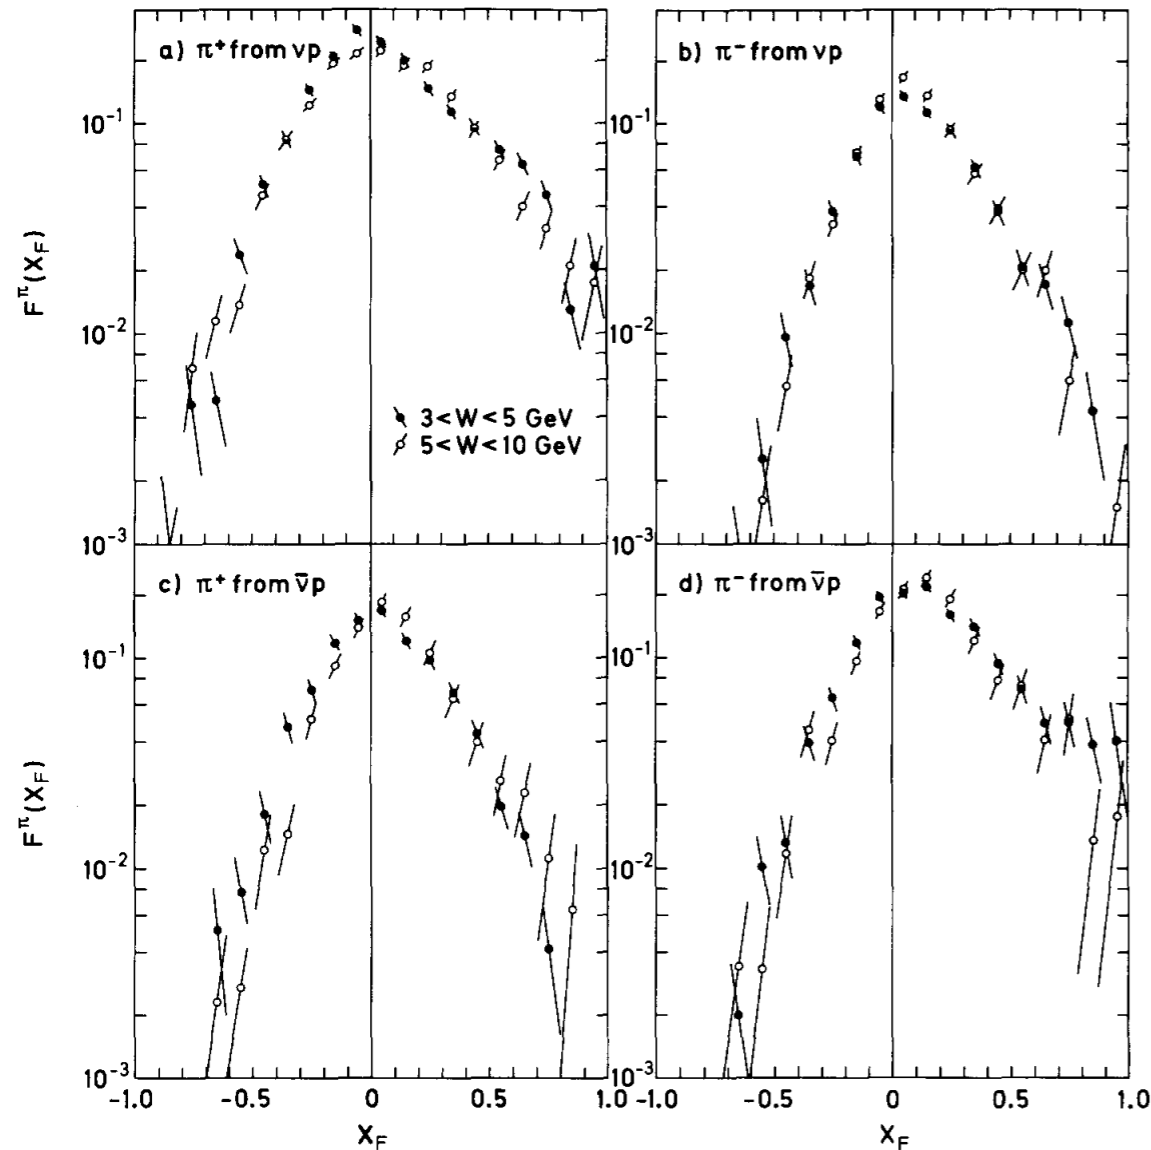 a) π⁺ from νp
b) π⁻ from νp
10⁻¹
10⁻¹
Fπ(X_F)
10⁻²
10⁻²
3 < W < 5 GeV
5 < W < 10 GeV
10⁻³
10⁻³
c) π⁺ from ν̄p
d) π⁻ from ν̄p
10⁻¹
10⁻¹
Fπ(X_F)
10⁻²
10⁻²
10⁻³
10⁻³
-1.0 -0.5 0 0.5 1.0
-1.0 -0.5 0 0.5 1.0
X_F
X_F